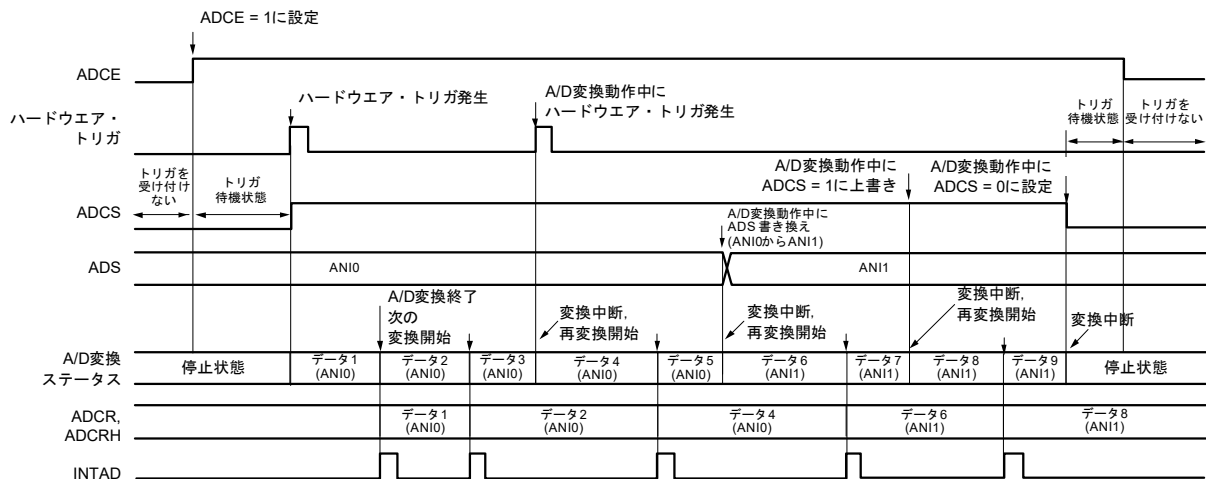 ADCE = 1に設定
ADCE
ハードウエア・
トリガ
ハードウエア・トリガ発生
A/D変換動作中に
ハードウエア・トリガ発生
トリガ
待機状態
トリガを
受け付けない
トリガを
受け付け
ない
トリガ
待機状態
A/D変換動作中に
ADCS = 1に上書き
A/D変換動作中に
ADCS = 0に設定
ADCS
A/D変換動作中に
ADS 書き換え
(ANI0からANI1)
ADS
ANI0
ANI1
A/D変換終了
次の
変換開始
変換中断,
再変換開始
変換中断,
再変換開始
変換中断,
再変換開始
変換中断
A/D変換
ステータス
停止状態
データ1
(ANI0)
データ2
(ANI0)
データ3
(ANI0)
データ4
(ANI0)
データ5
(ANI0)
データ6
(ANI1)
データ7
(ANI1)
データ8
(ANI1)
データ9
(ANI1)
停止状態
ADCR,
ADCRH
データ1
(ANI0)
データ2
(ANI0)
データ4
(ANI0)
データ6
(ANI1)
データ8
(ANI1)
INTAD